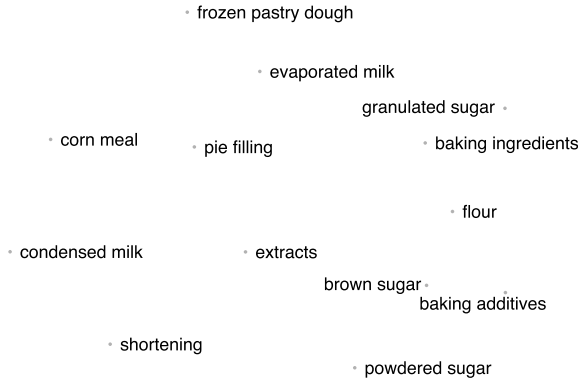 frozen pastry dough
evaporated milk
granulated sugar
corn meal
pie filling
baking ingredients
flour
condensed milk
extracts
brown sugar
baking additives
shortening
powdered sugar